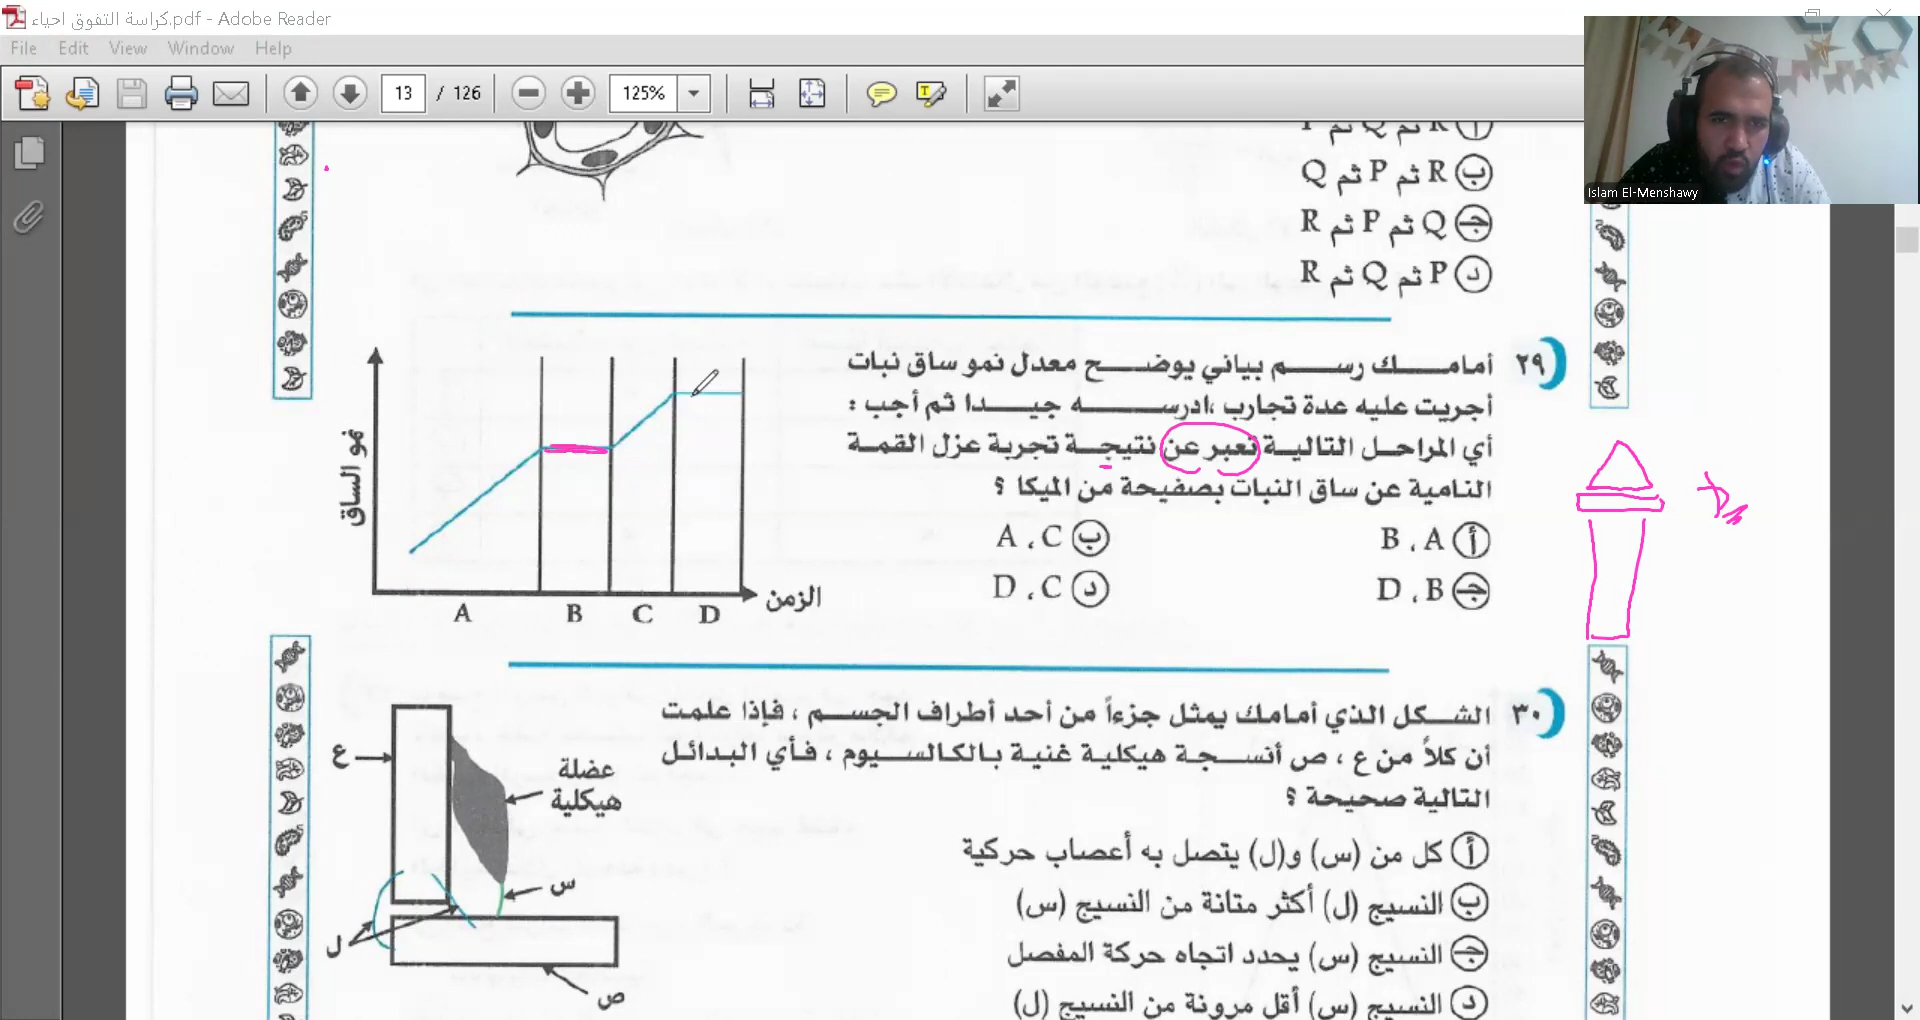 كراسة التفوق احياء.pdf - Adobe Reader
File Edit View Window Help
13 / 126 125%
Islam El-Menshawy
ب R ثم P ثم Q
جـ Q ثم P ثم R
د P ثم Q ثم R
٢٩ أمامك رسم بياني يوضح معدل نمو ساق نبات
أجريت عليه عدة تجارب ،ادرسه جيدا ثم أجب :
أي المراحل التالية تعبر عن نتيجة تجربة عزل القمة
النامية عن ساق النبات بصفيحة من الميكا ؟
أ B ، A
ب A ، C
جـ D ، B
د D ، C
نمو الساق
الزمن
A B C D
٣٠ الشكل الذي أمامك يمثل جزءاً من أحد أطراف الجسم ، فإذا علمت
أن كلاً من ع ، ص أنسجة هيكلية غنية بالكالسيوم ، فأي البدائل
التالية صحيحة ؟
أ كل من (س) و(ل) يتصل به أعصاب حركية
ب النسيج (ل) أكثر متانة من النسيج (س)
جـ النسيج (س) يحدد اتجاه حركة المفصل
د النسيج (س) أقل مرونة من النسيج (ل)
ع
عضلة
هيكلية
س
ل
ص